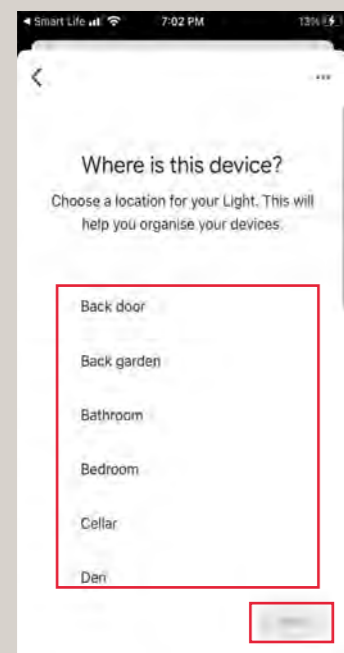 Smart Life
7:02 PM
13%
Where is this device?
Choose a location for your Light. This will
help you organise your devices.
Back door
Back garden
Bathroom
Bedroom
Cellar
Den